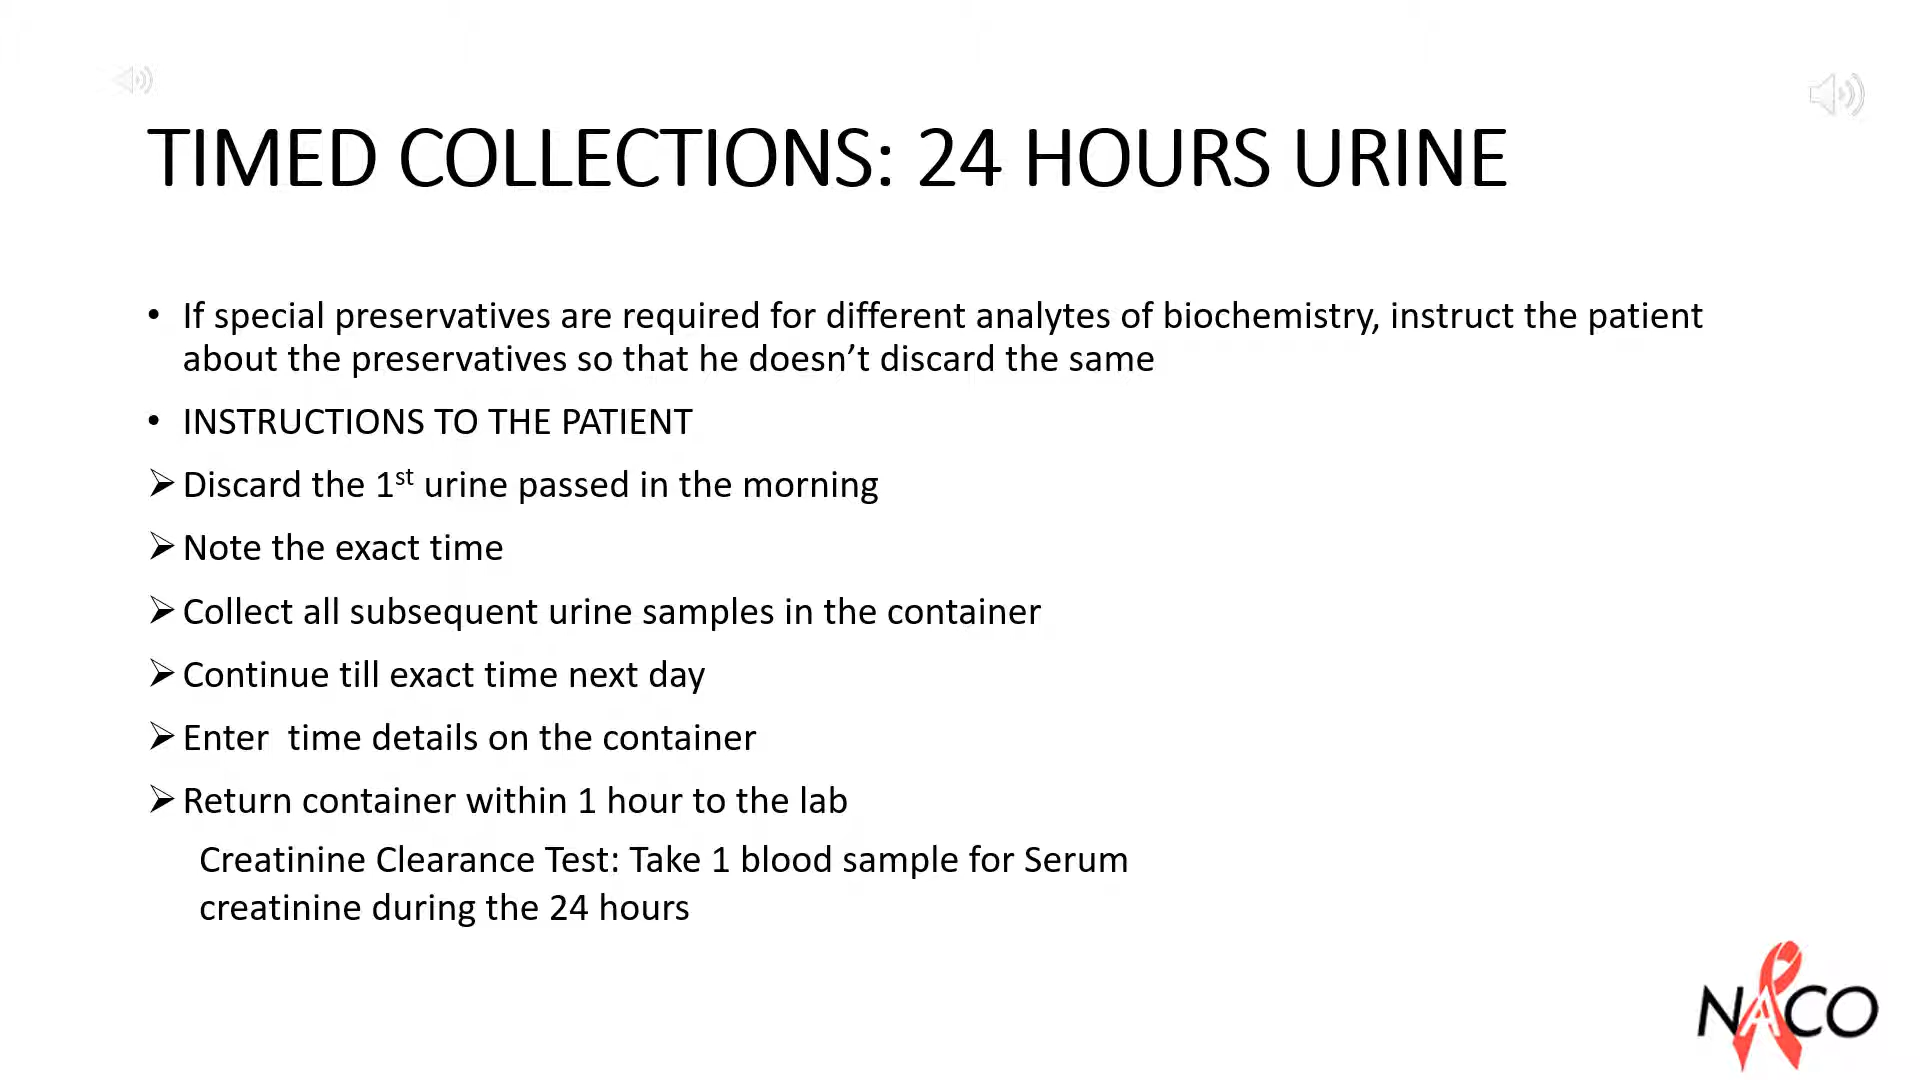 TIMED COLLECTIONS: 24 HOURS URINE
• If special preservatives are required for different analytes of biochemistry, instruct the patient
about the preservatives so that he doesn’t discard the same
• INSTRUCTIONS TO THE PATIENT
➢ Discard the 1st urine passed in the morning
➢ Note the exact time
➢ Collect all subsequent urine samples in the container
➢ Continue till exact time next day
➢ Enter  time details on the container
➢ Return container within 1 hour to the lab
Creatinine Clearance Test: Take 1 blood sample for Serum
creatinine during the 24 hours
NACO